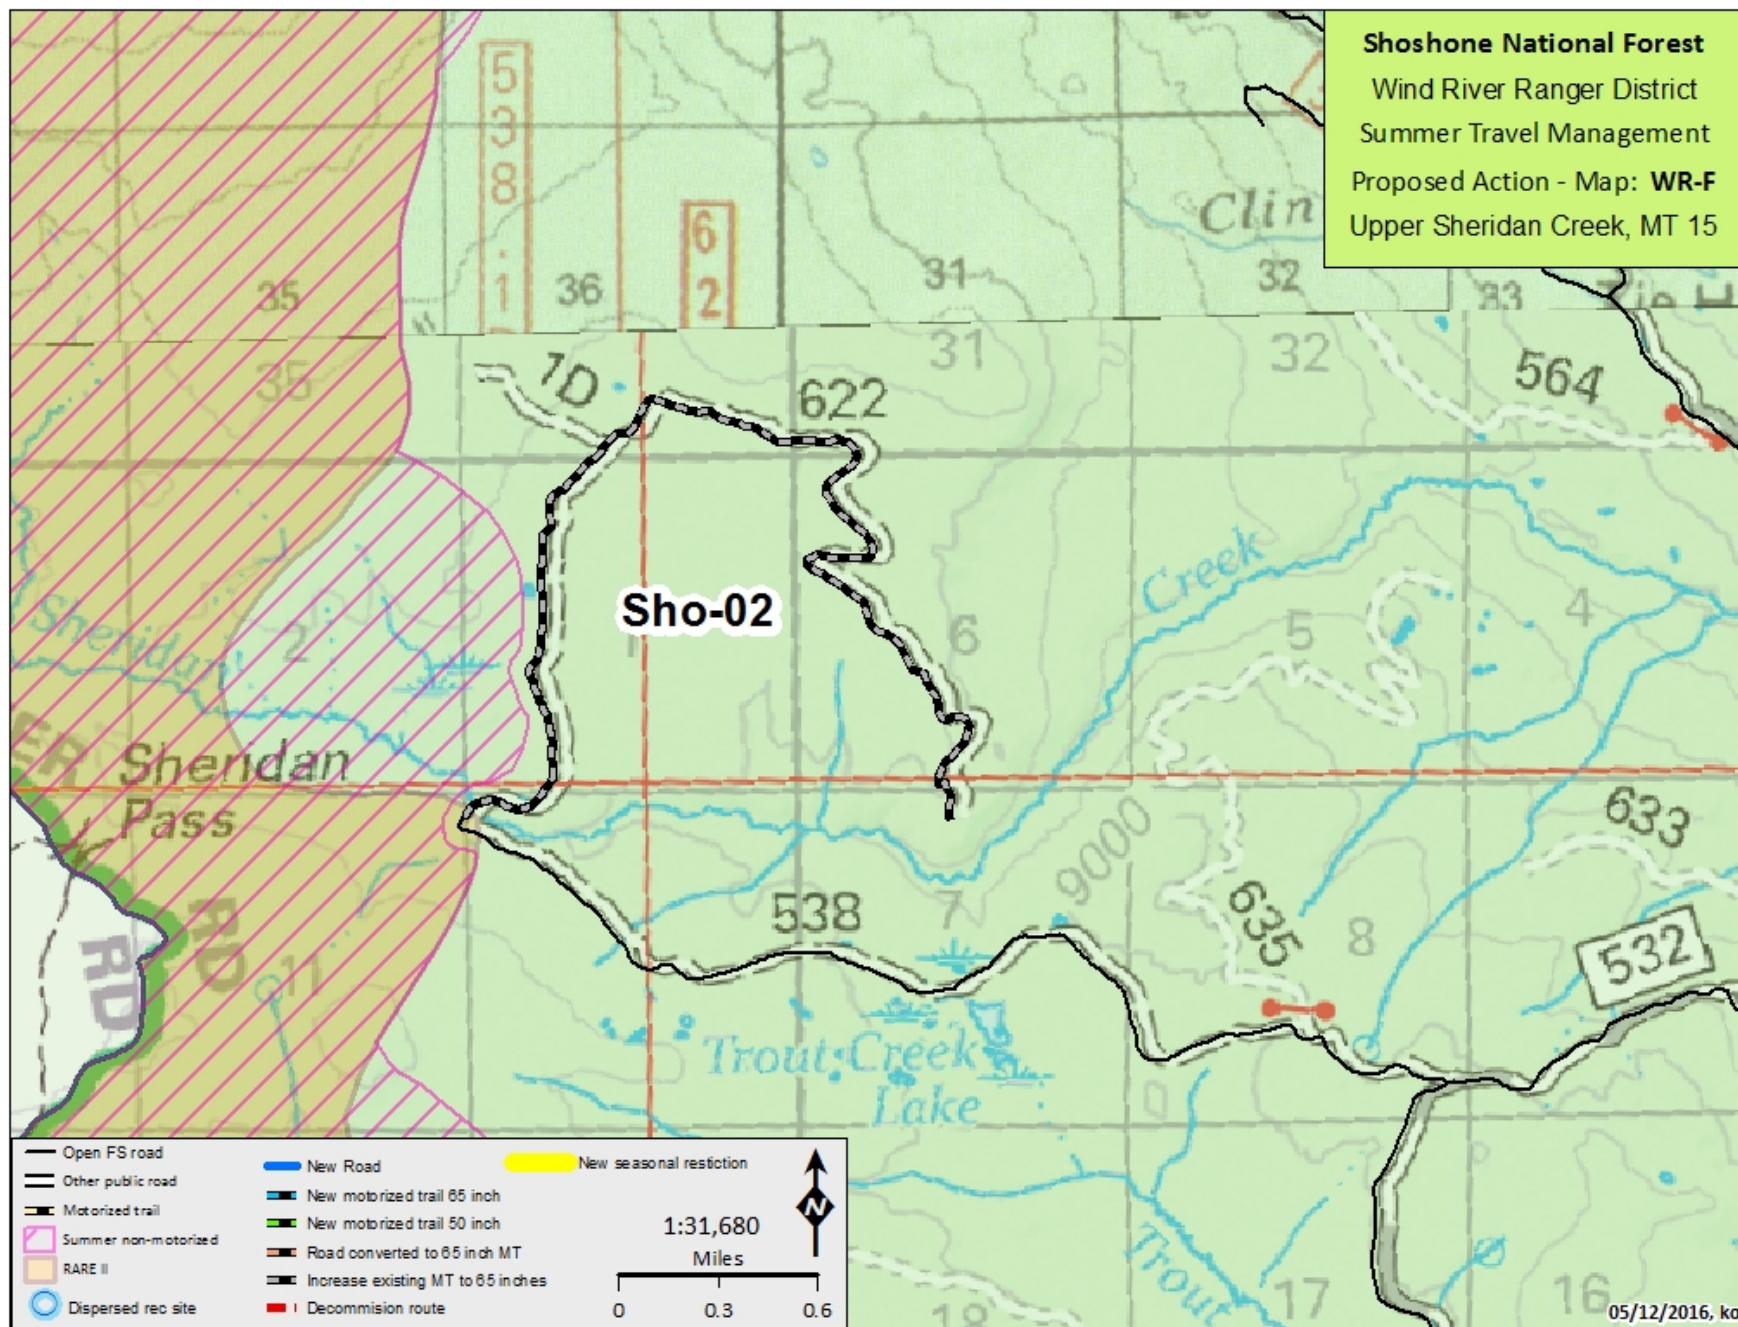 Shoshone National Forest
Wind River Ranger District
Summer Travel Management
Proposed Action - Map: WR-F
Upper Sheridan Creek, MT 15
538.1
62
Clin
35
36
31
32
33
35
1D
622
31
32
564
Creek
Sho-02
Sheridan
2
1
6
5
4
ER
Sheridan
Pass
9000
633
RD
RD
11
538
7
635
8
532
Trout Creek
Lake
Trout
18
17
16
Open FS road
Other public road
Motorized trail
Summer non-motorized
RARE II
Dispersed rec site
New Road
New motorized trail 65 inch
New motorized trail 50 inch
Road converted to 65 inch MT
Increase existing MT to 65 inches
Decommision route
New seasonal restiction
N
1:31,680
Miles
0 0.3 0.6
05/12/2016, ko